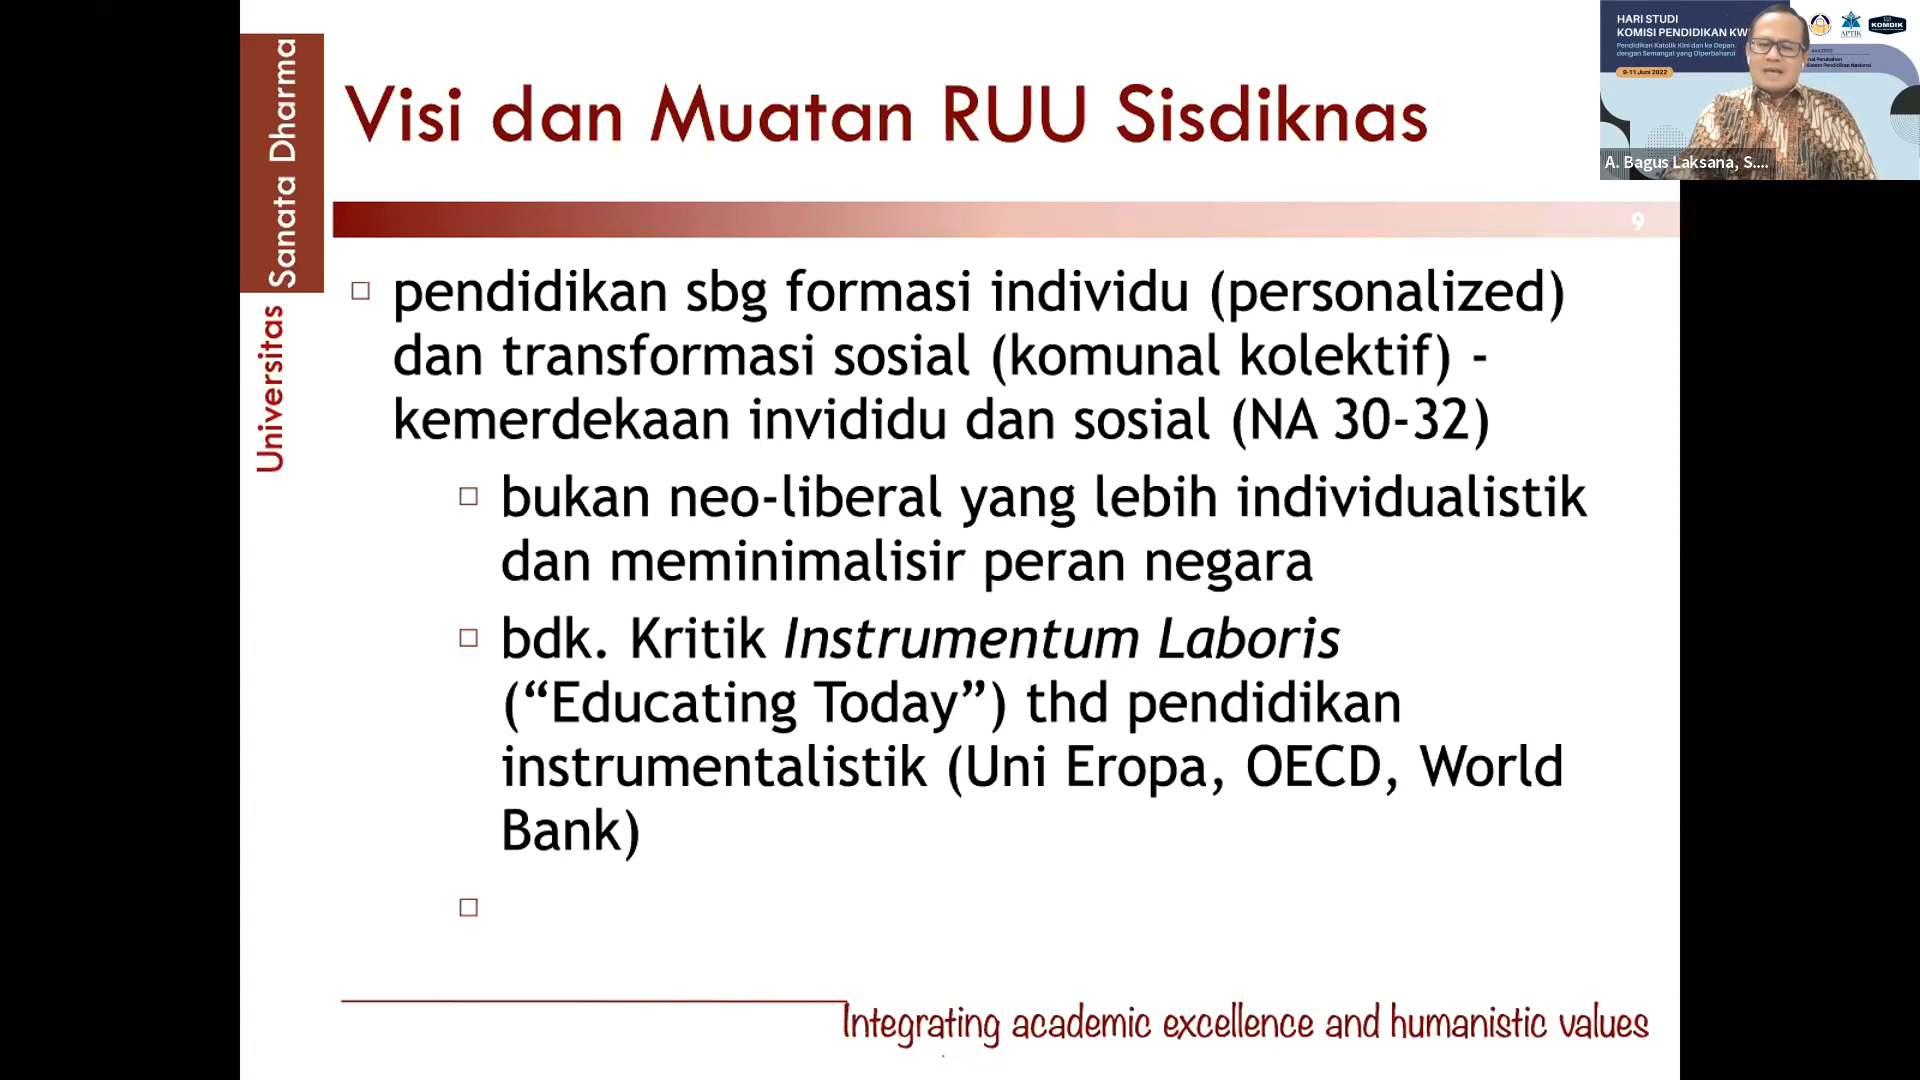 Universitas Sanata Dharma
Visi dan Muatan RUU Sisdiknas
9
pendidikan sbg formasi individu (personalized)
dan transformasi sosial (komunal kolektif) -
kemerdekaan invididu dan sosial (NA 30-32)
bukan neo-liberal yang lebih individualistik
dan meminimalisir peran negara
bdk. Kritik Instrumentum Laboris
(“Educating Today”) thd pendidikan
instrumentalistik (Uni Eropa, OECD, World
Bank)
Integrating academic excellence and humanistic values
HARI STUDI
KOMISI PENDIDIKAN KW
Pendidikan Katolik Kini dan ke Depan
dengan Semangat yang Diperbaharui
9-11 Juni 2022
APTIK
KOMDIK
Perubahan
Sistem Pendidikan Nasional
A. Bagus Laksana, S....